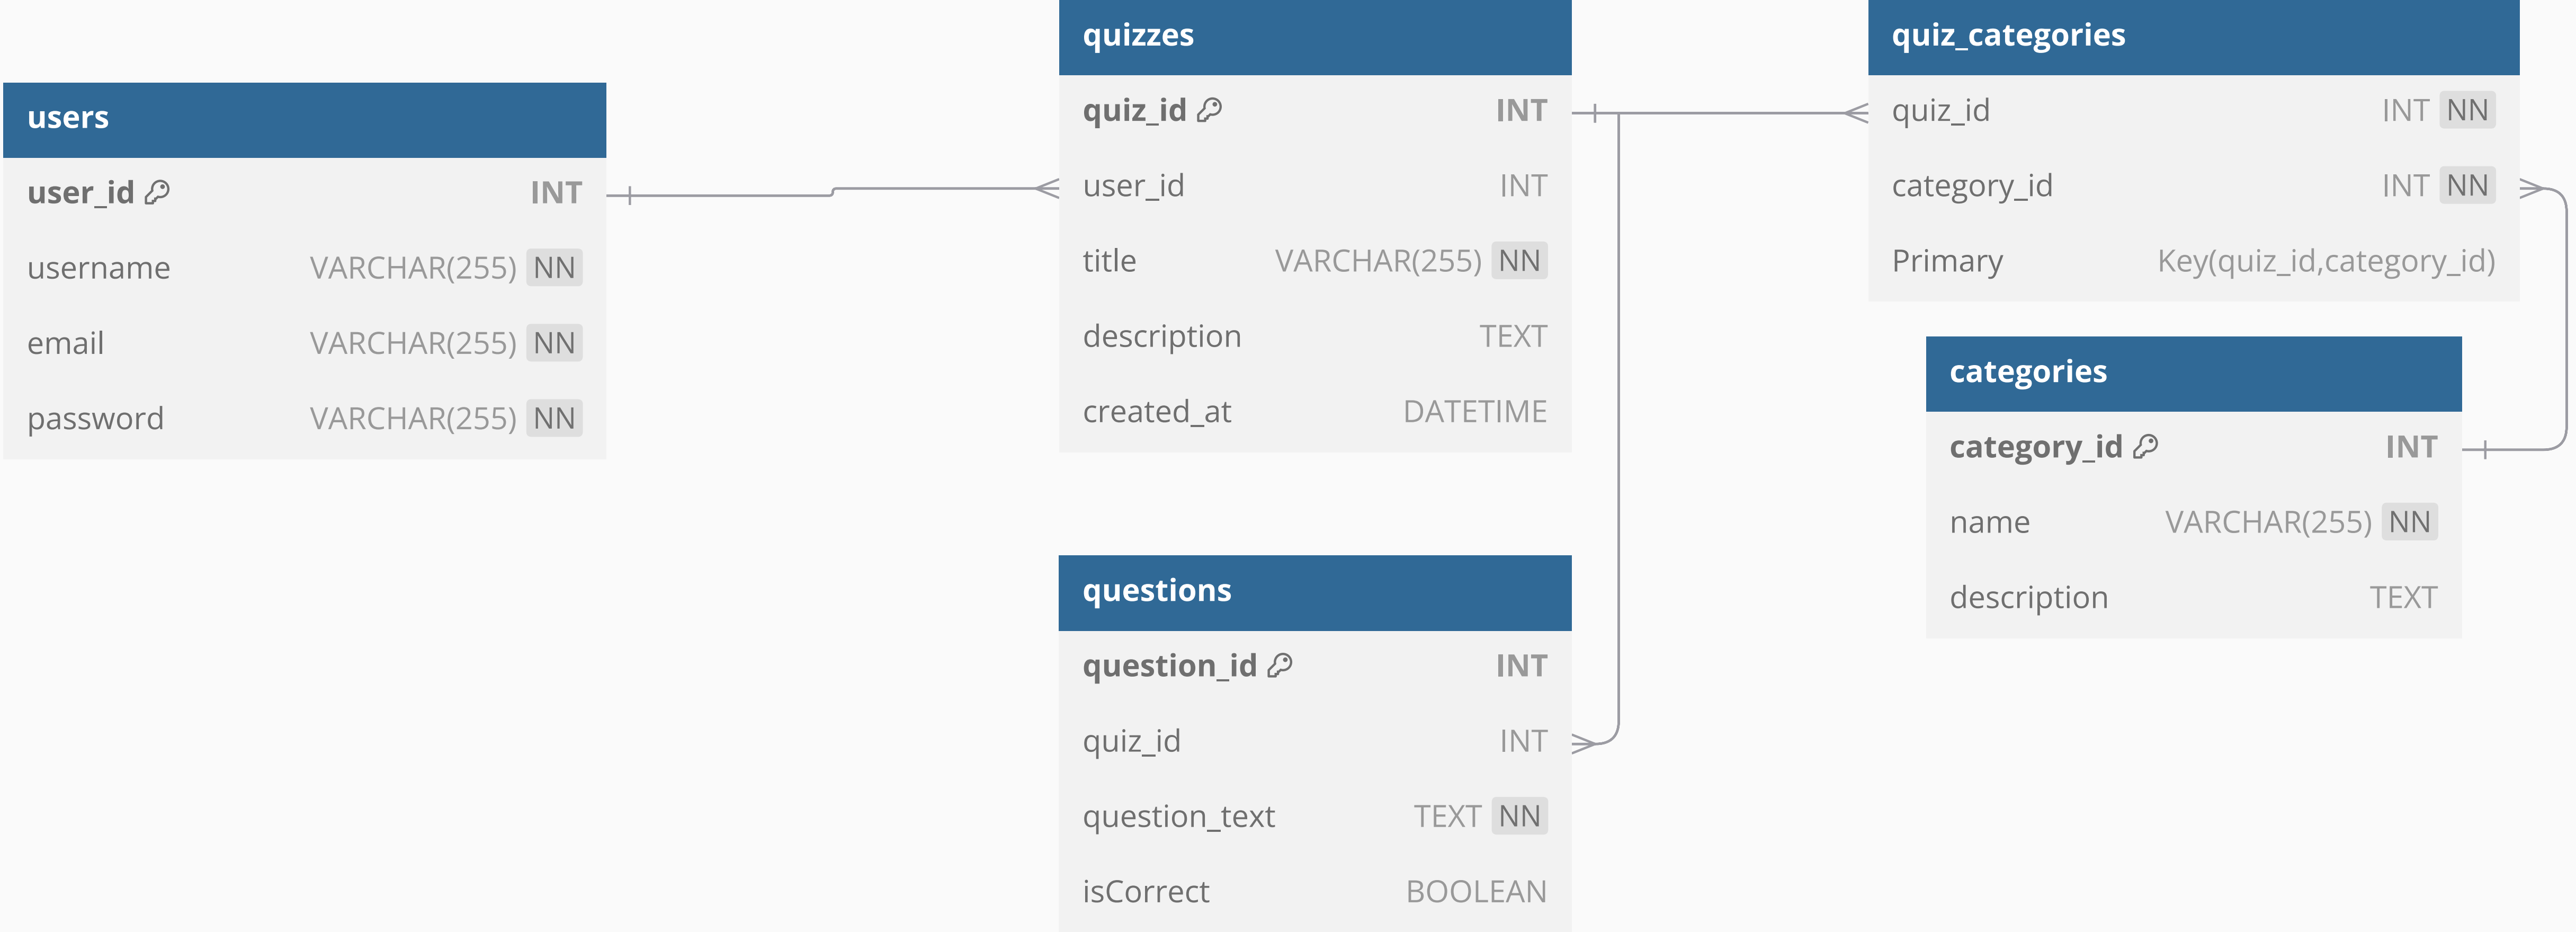 users
user_id INT
username VARCHAR(255) NN
email VARCHAR(255) NN
password VARCHAR(255) NN
quizzes
quiz_id INT
user_id INT
title VARCHAR(255) NN
description TEXT
created_at DATETIME
questions
question_id INT
quiz_id INT
question_text TEXT NN
isCorrect BOOLEAN
quiz_categories
quiz_id INT NN
category_id INT NN
Primary Key(quiz_id,category_id)
categories
category_id INT
name VARCHAR(255) NN
description TEXT